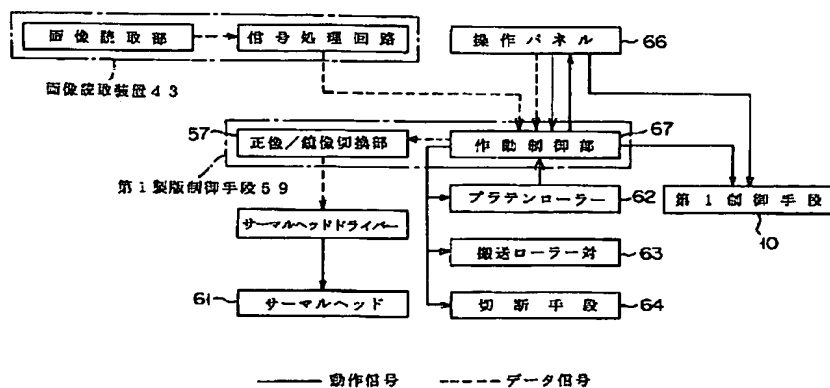 画像読取部
信号処理回路
操作パネル
66
画像読取装置43
57
正像/鏡像切換部
作動制御部
67
第1製版制御手段59
プラテンローラー
62
第1制御手段
10
サーマルヘッドドライバー
搬送ローラー対
63
61
サーマルヘッド
切断手段
64
動作信号
データ信号